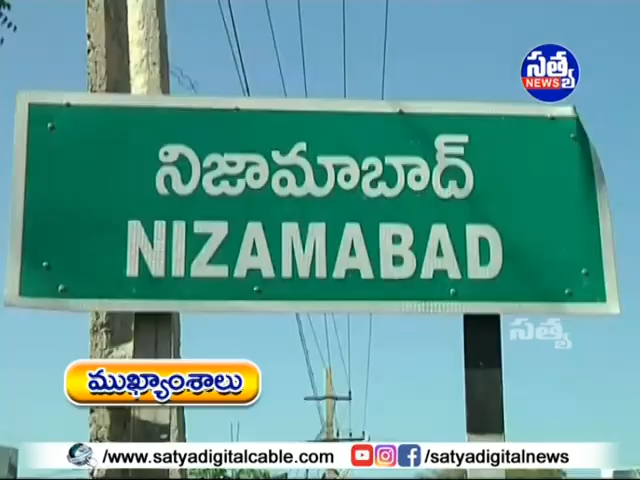 సత్య
NEWS
నిజామాబాద్
NIZAMABAD
సత్య
ముఖ్యాంశాలు
/www.satyadigitalcable.com/
/satyadigitalnews